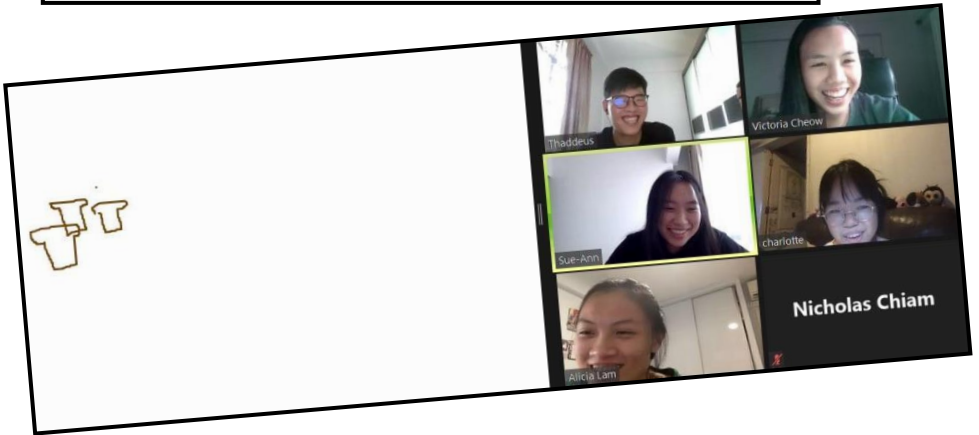 Thaddeus
Victoria Cheow
Sue-Ann
charlotte
Alicia Lam
Nicholas Chiam